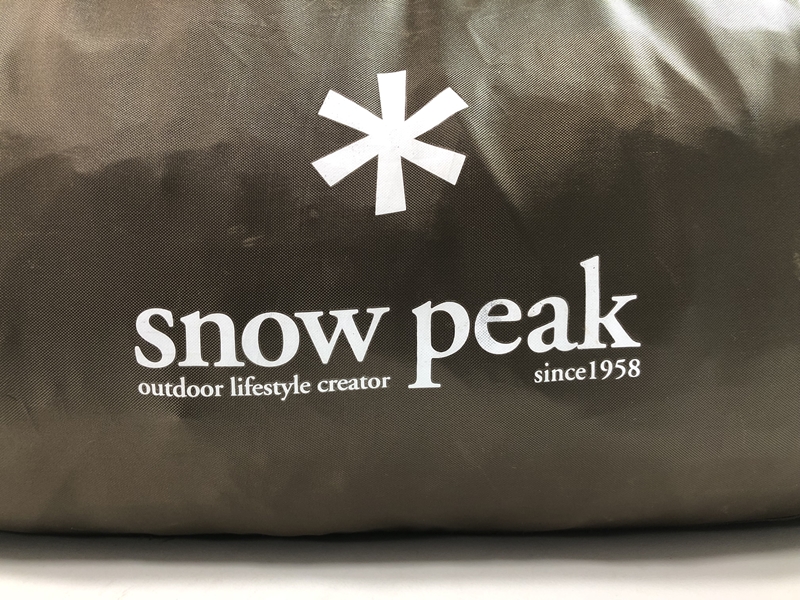 snow peak
outdoor lifestyle creator
since1958